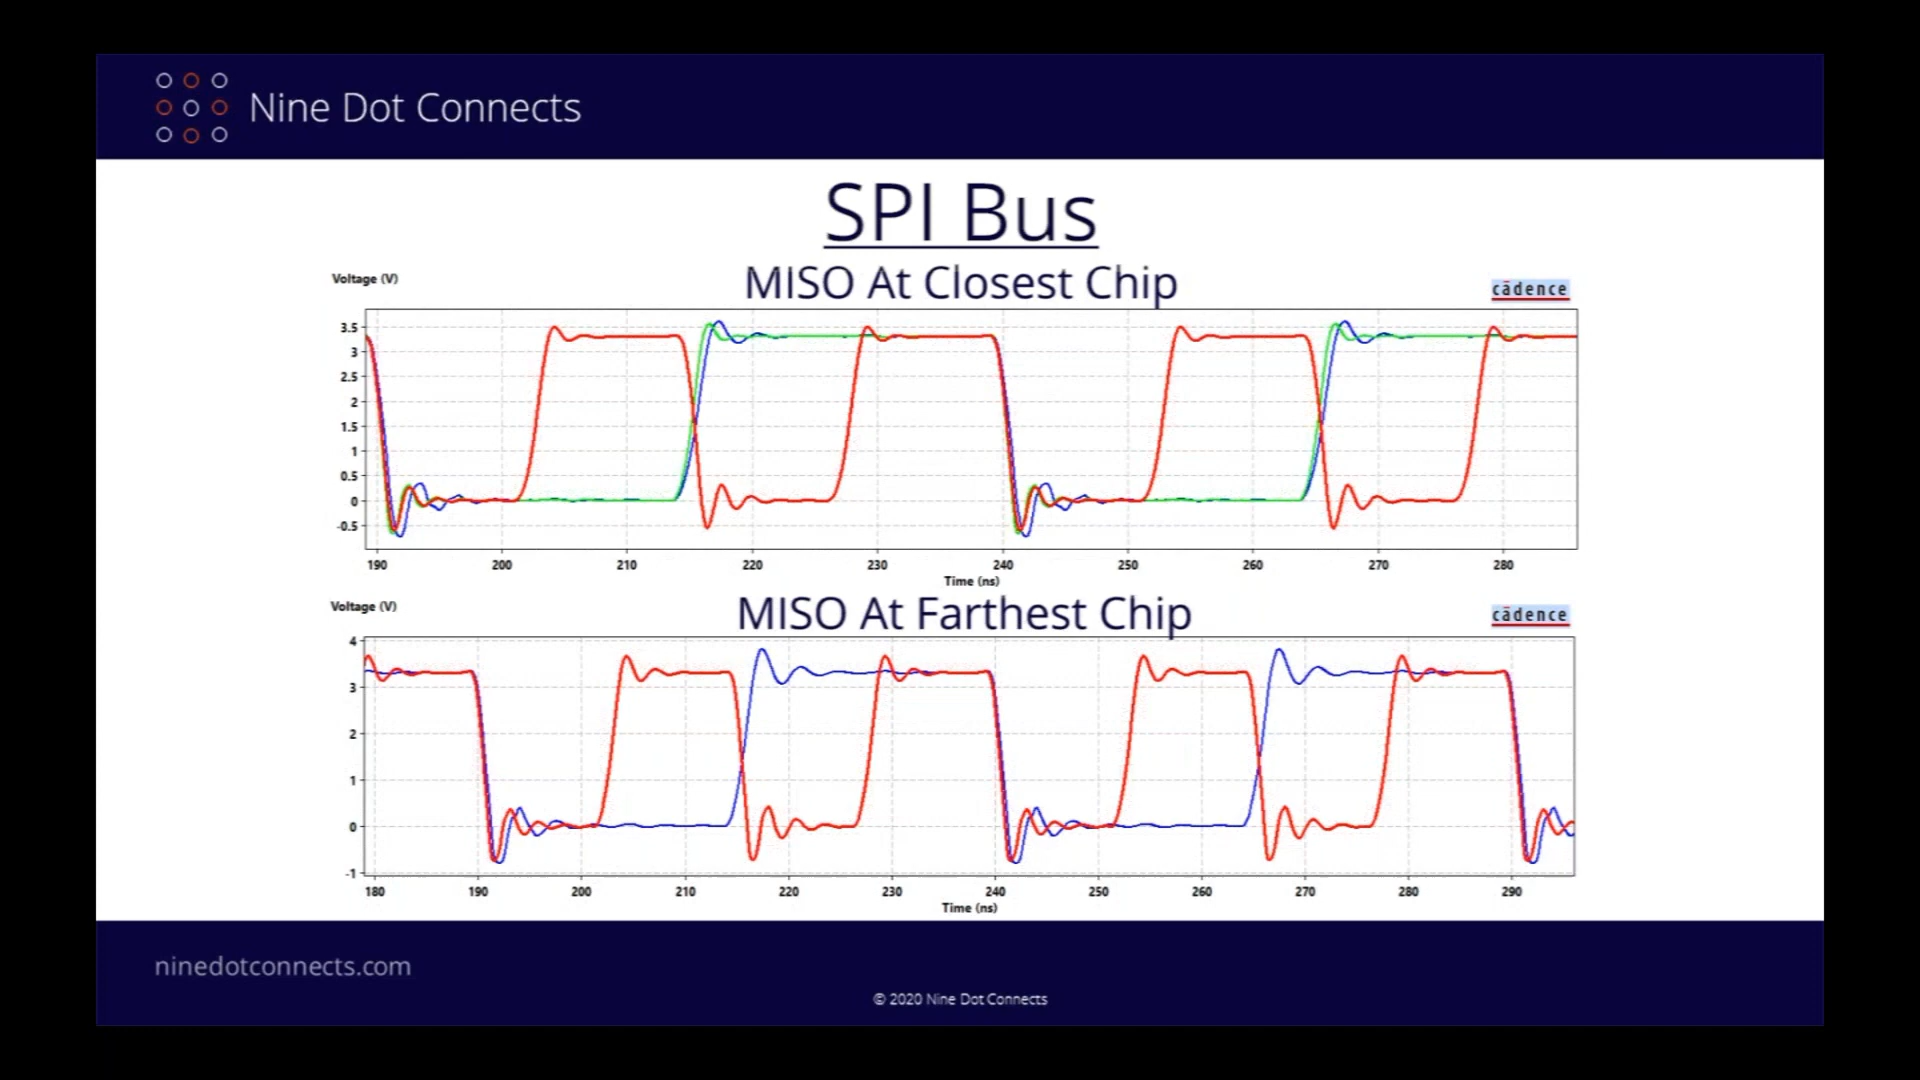 Nine Dot Connects
SPI Bus
MISO At Closest Chip
Voltage (V)
cādence
3.5
3
2.5
2
1.5
1
0.5
0
-0.5
190 200 210 220 230 240 250 260 270 280
Time (ns)
MISO At Farthest Chip
Voltage (V)
cādence
4
3
2
1
0
-1
180 190 200 210 220 230 240 250 260 270 280 290
Time (ns)
ninedotconnects.com
© 2020 Nine Dot Connects